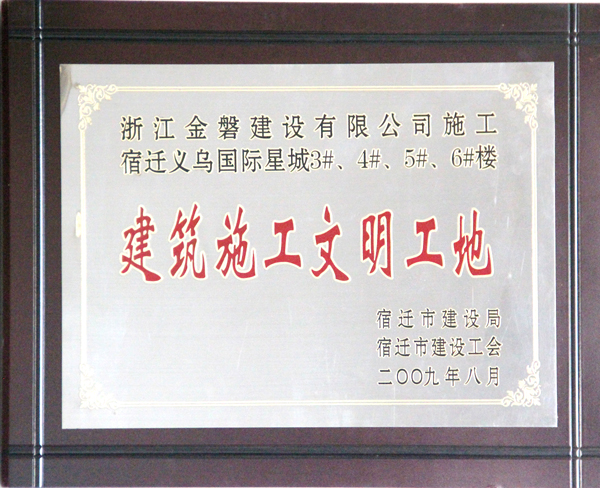 浙江金磐建设有限公司施工
宿迁义乌国际星城3#、4#、5#、6#楼
建筑施工文明工地
宿迁市建设局
宿迁市建设工会
二〇〇九年八月